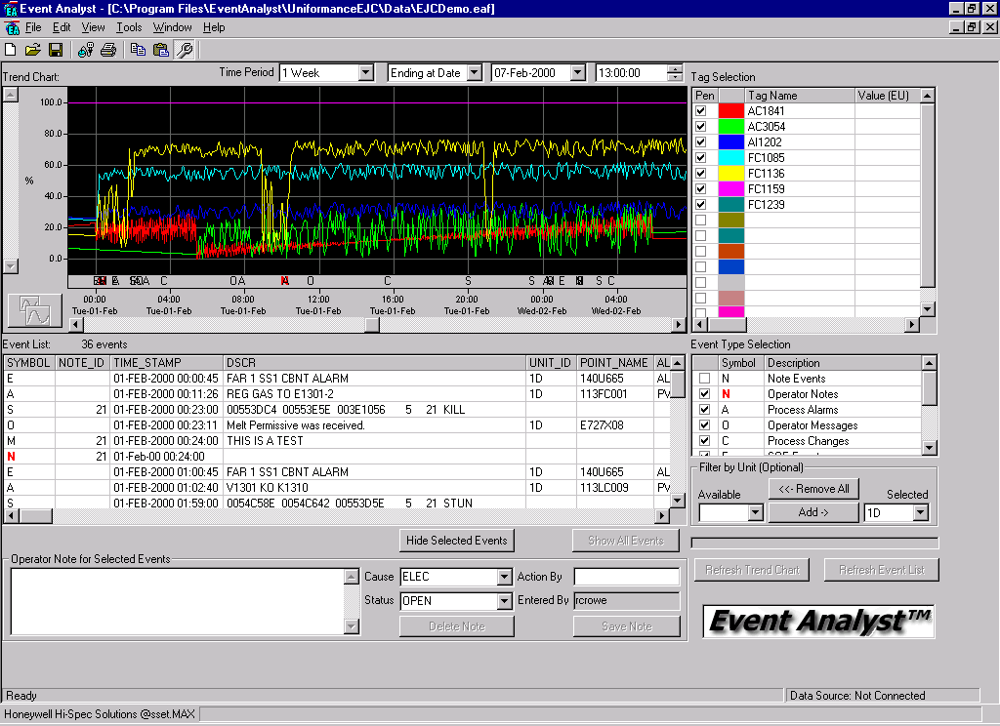 Event Analyst - [C:\Program Files\EventAnalyst\UniformanceEJC\Data\EJCDemo.eaf]
File Edit View Tools Window Help
Trend Chart:
Time Period 1 Week Ending at Date 07-Feb-2000 13:00:00
Tag Selection
Pen Tag Name Value (EU)
AC1841
AC3054
AI1202
FC1085
FC1136
FC1159
FC1239
100.0
80.0
%
60.0
40.0
20.0
0.0
A S A C O A N O C S S A E N S C
00:00 04:00 08:00 12:00 16:00 20:00 00:00 04:00
Tue-01-Feb Tue-01-Feb Tue-01-Feb Tue-01-Feb Tue-01-Feb Tue-01-Feb Wed-02-Feb Wed-02-Feb
Event List: 36 events
SYMBOL NOTE_ID TIME_STAMP DSCR UNIT_ID POINT_NAME AL
E 01-FEB-2000 00:00:45 FAR 1 SS1 CBNT ALARM 1D 140U665 AL
A 01-FEB-2000 00:11:26 REG GAS TO E1301-2 1D 113FC001 PV
S 21 01-FEB-2000 00:23:00 00553DC4 00553E5E 003E1056 5 21 KILL
O 01-FEB-2000 00:23:11 Melt Permissive was received. 1D E727X08
M 21 01-FEB-2000 00:24:00 THIS IS A TEST
N 21 01-Feb-00 00:24:00
E 01-FEB-2000 01:00:45 FAR 1 SS1 CBNT ALARM 1D 140U665 AL
A 01-FEB-2000 01:02:40 V1301 KO K1310 1D 113LC009 PV
S 01-FEB-2000 01:59:00 0054C58E 0054C642 00553D5E 5 21 STUN
Event Type Selection
Symbol Description
N Note Events
N Operator Notes
A Process Alarms
O Operator Messages
C Process Changes
Filter by Unit (Optional)
Available <<- Remove All Selected
Add -> 1D
Hide Selected Events Show All Events
Refresh Trend Chart Refresh Event List
Operator Note for Selected Events
Cause ELEC Action By
Status OPEN Entered By rcrowe
Delete Note Save Note
Event Analyst™
Ready Data Source: Not Connected
Honeywell Hi-Spec Solutions @sset.MAX